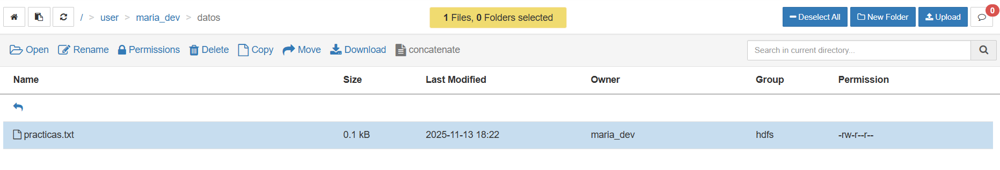 / > user > maria_dev > datos
1 Files, 0 Folders selected
Deselect All New Folder Upload 0
Open Rename Permissions Delete Copy Move Download concatenate
Search in current directory...
Name Size Last Modified Owner Group Permission
practicas.txt 0.1 kB 2025-11-13 18:22 maria_dev hdfs -rw-r--r--